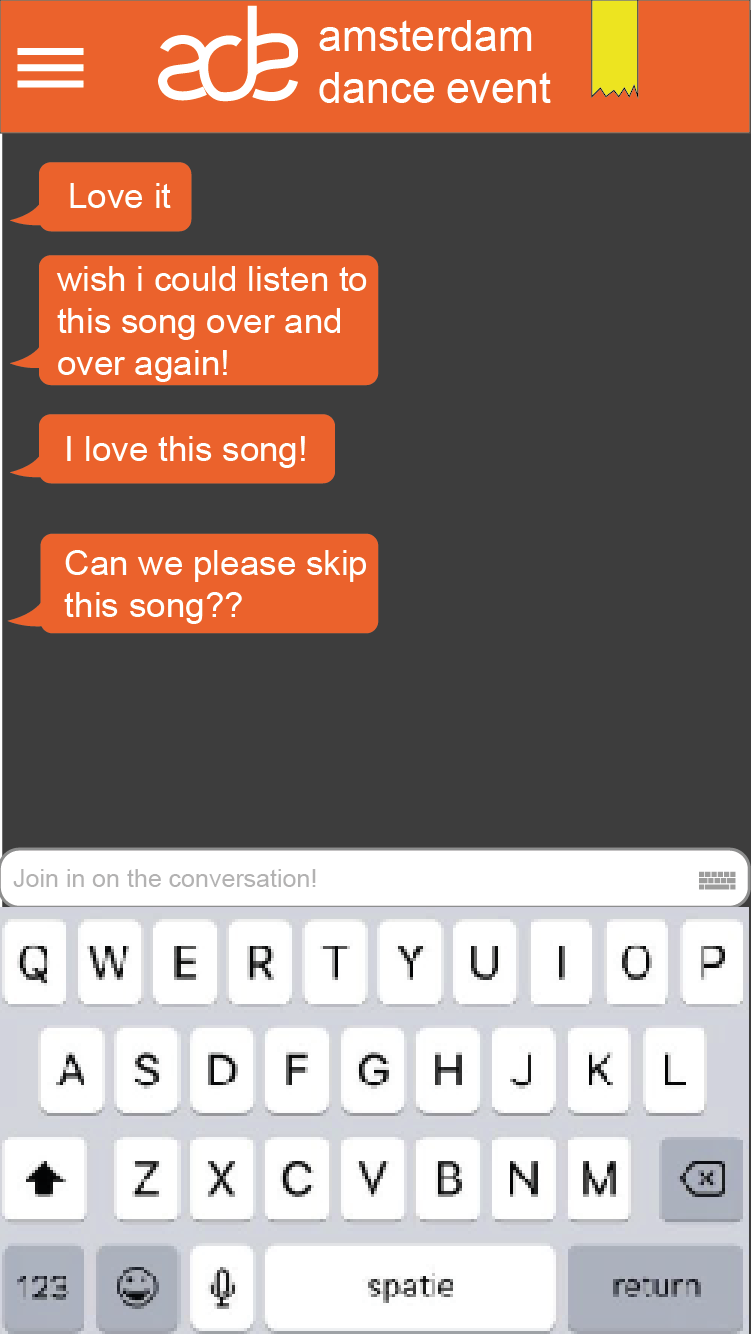 ade
amsterdam
dance event
Love it
wish i could listen to
this song over and
over again!
I love this song!
Can we please skip
this song??
Join in on the conversation!
Q W E R T Y U I O P
A S D F G H J K L
Z X C V B N M
123 spatie return